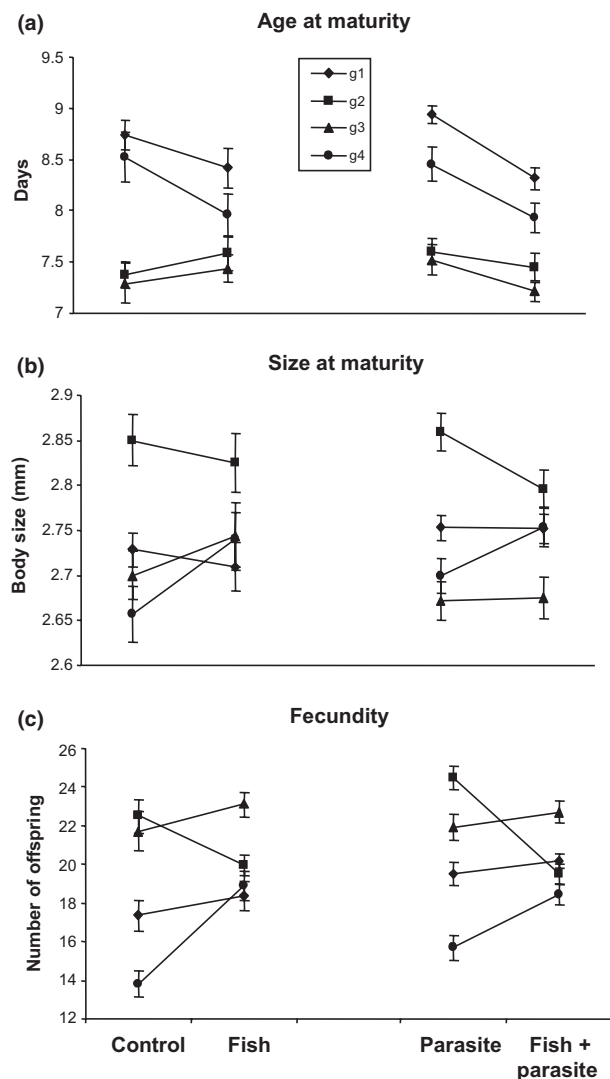 (a)
Age at maturity
9.5
9
8.5
8
7.5
7
Days
g1
g2
g3
g4
(b)
Size at maturity
2.9
2.85
2.8
2.75
2.7
2.65
2.6
Body size (mm)
(c)
Fecundity
26
24
22
20
18
16
14
12
Number of offspring
Control
Fish
Parasite
Fish +
parasite